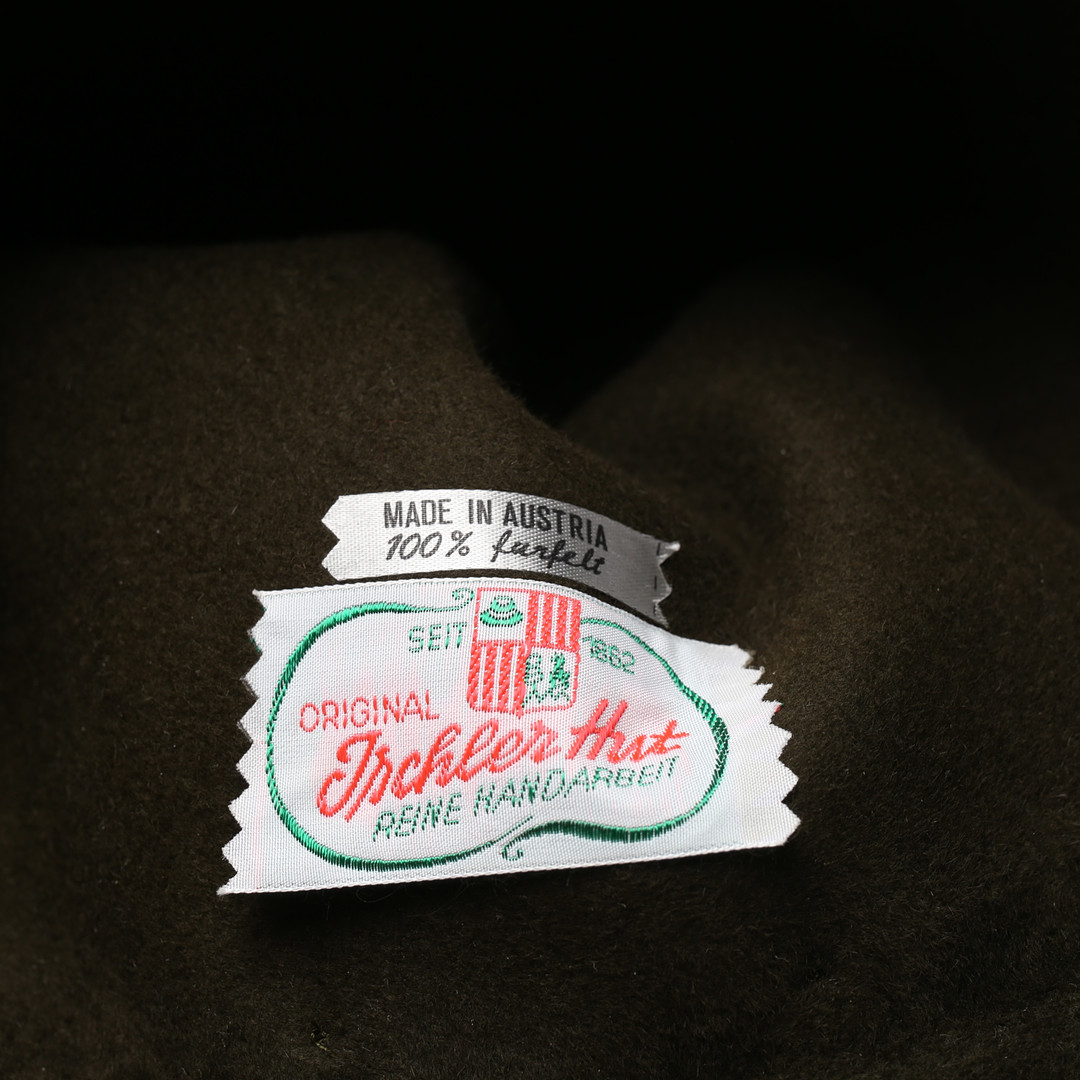 MADE IN AUSTRIA
100% furfelt
SEIT 1862
ORIGINAL
Ischler Hut
REINE HANDARBEIT